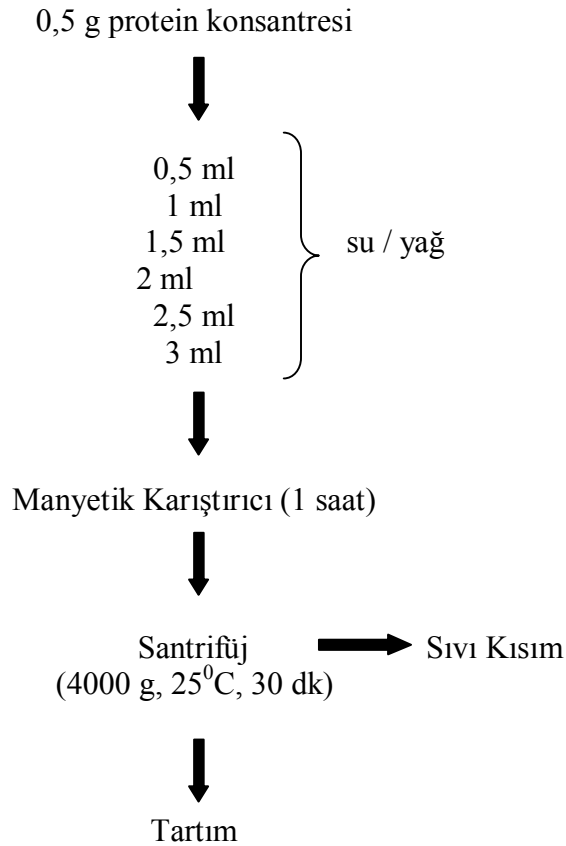 0,5 g protein konsantresi
0,5 ml
1 ml
1,5 ml
2 ml
2,5 ml
3 ml
su / yağ
Manyetik Karıştırıcı (1 saat)
Santrifüj
Sıvı Kısım
(4000 g, 25⁰C, 30 dk)
Tartım